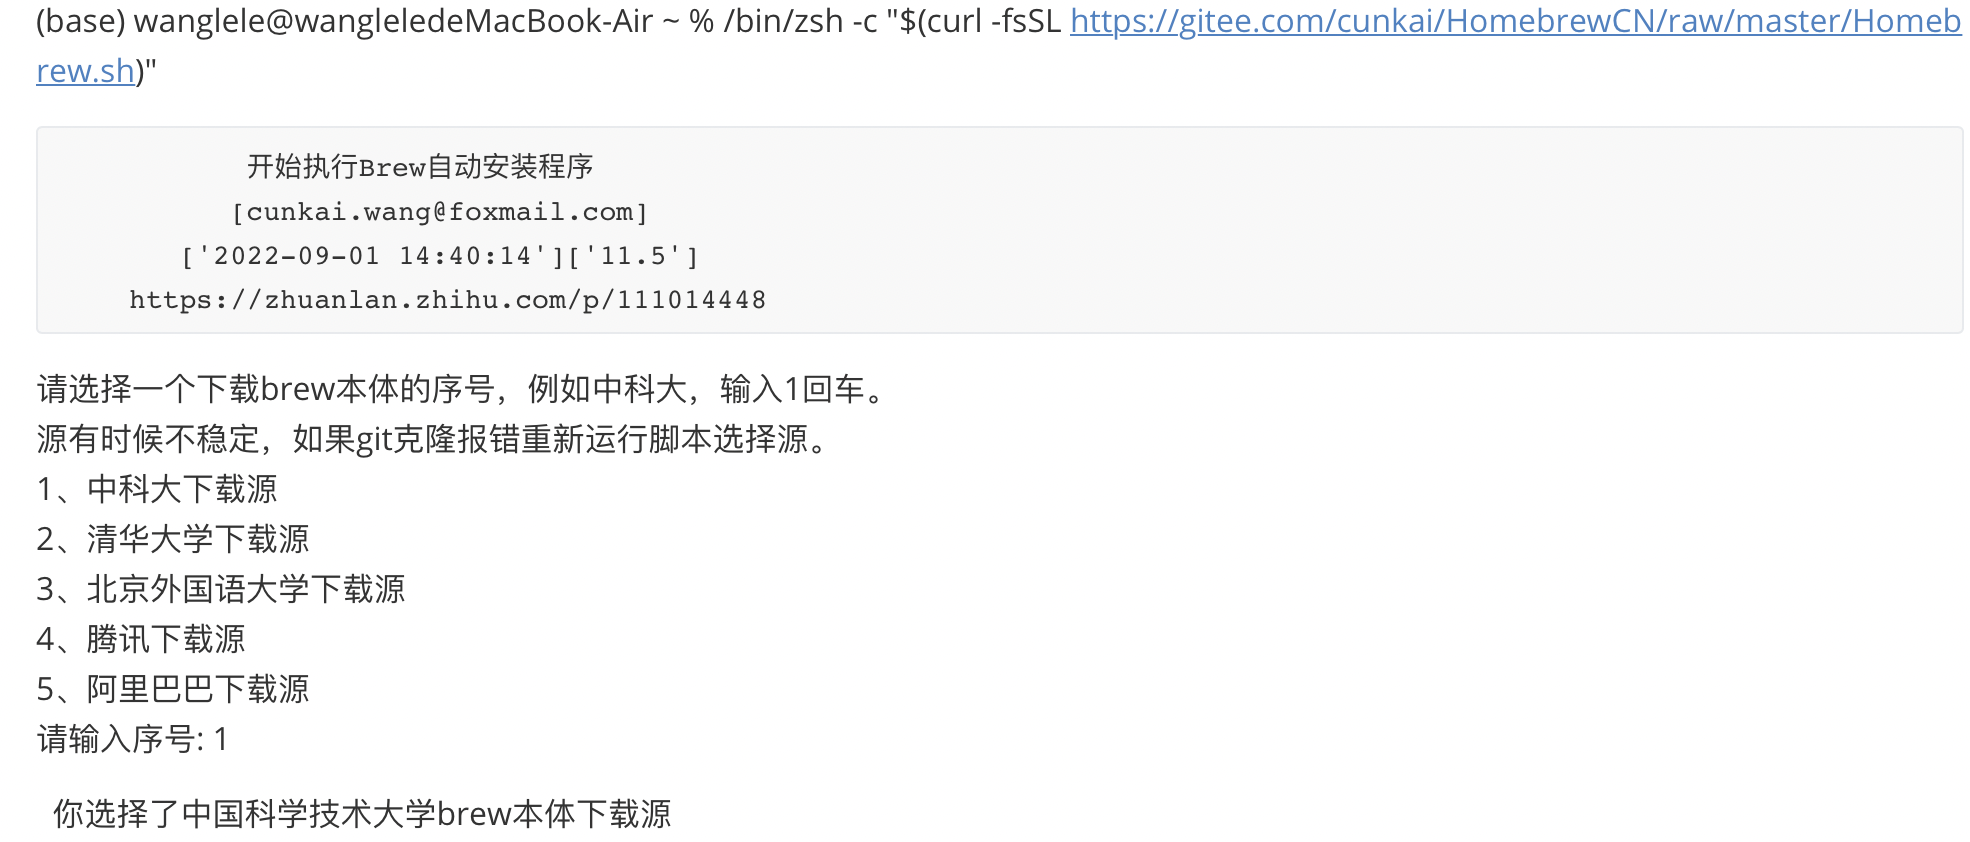 (base) wanglele@wangleledeMacBook-Air ~ % /bin/zsh -c "$(curl -fsSL https://gitee.com/cunkai/HomebrewCN/raw/master/Homeb
rew.sh)"
开始执行Brew自动安装程序
[cunkai.wang@foxmail.com]
['2022-09-01 14:40:14']['11.5']
https://zhuanlan.zhihu.com/p/111014448
请选择一个下载brew本体的序号，例如中科大，输入1回车。
源有时候不稳定，如果git克隆报错重新运行脚本选择源。
1、中科大下载源
2、清华大学下载源
3、北京外国语大学下载源
4、腾讯下载源
5、阿里巴巴下载源
请输入序号: 1
你选择了中国科学技术大学brew本体下载源